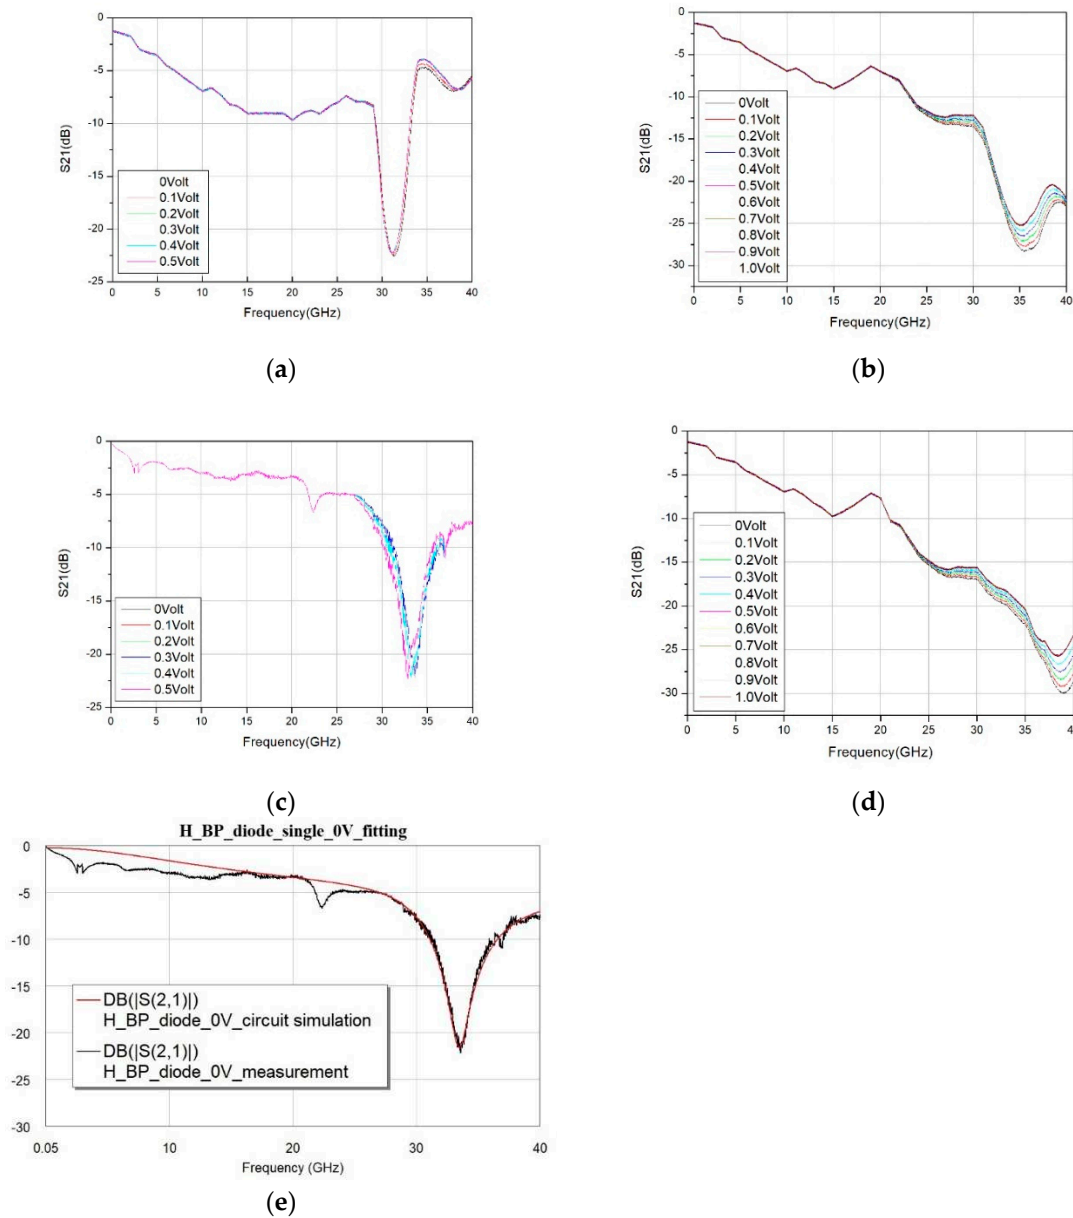 0
-5
-10
-15
-20
-25
S21(dB)
0Volt
0.1Volt
0.2Volt
0.3Volt
0.4Volt
0.5Volt
0 5 10 15 20 25 30 35 40
Frequency(GHz)
(a)
0
-5
-10
-15
-20
-25
-30
S21(dB)
0Volt
0.1Volt
0.2Volt
0.3Volt
0.4Volt
0.5Volt
0.6Volt
0.7Volt
0.8Volt
0.9Volt
1.0Volt
0 5 10 15 20 25 30 35 40
Frequency(GHz)
(b)
0
-5
-10
-15
-20
-25
S21(dB)
0Volt
0.1Volt
0.2Volt
0.3Volt
0.4Volt
0.5Volt
0 5 10 15 20 25 30 35 40
Frequency(GHz)
(c)
0
-5
-10
-15
-20
-25
-30
S21(dB)
0Volt
0.1Volt
0.2Volt
0.3Volt
0.4Volt
0.5Volt
0.6Volt
0.7Volt
0.8Volt
0.9Volt
1.0Volt
0 5 10 15 20 25 30 35 40
Frequency(GHz)
(d)
H_BP_diode_single_0V_fitting
0
-5
-10
-15
-20
-25
-30
DB(|S(2,1)|)
H_BP_diode_0V_circuit simulation
DB(|S(2,1)|)
H_BP_diode_0V_measurement
0.05 10 20 30 40
Frequency (GHz)
(e)